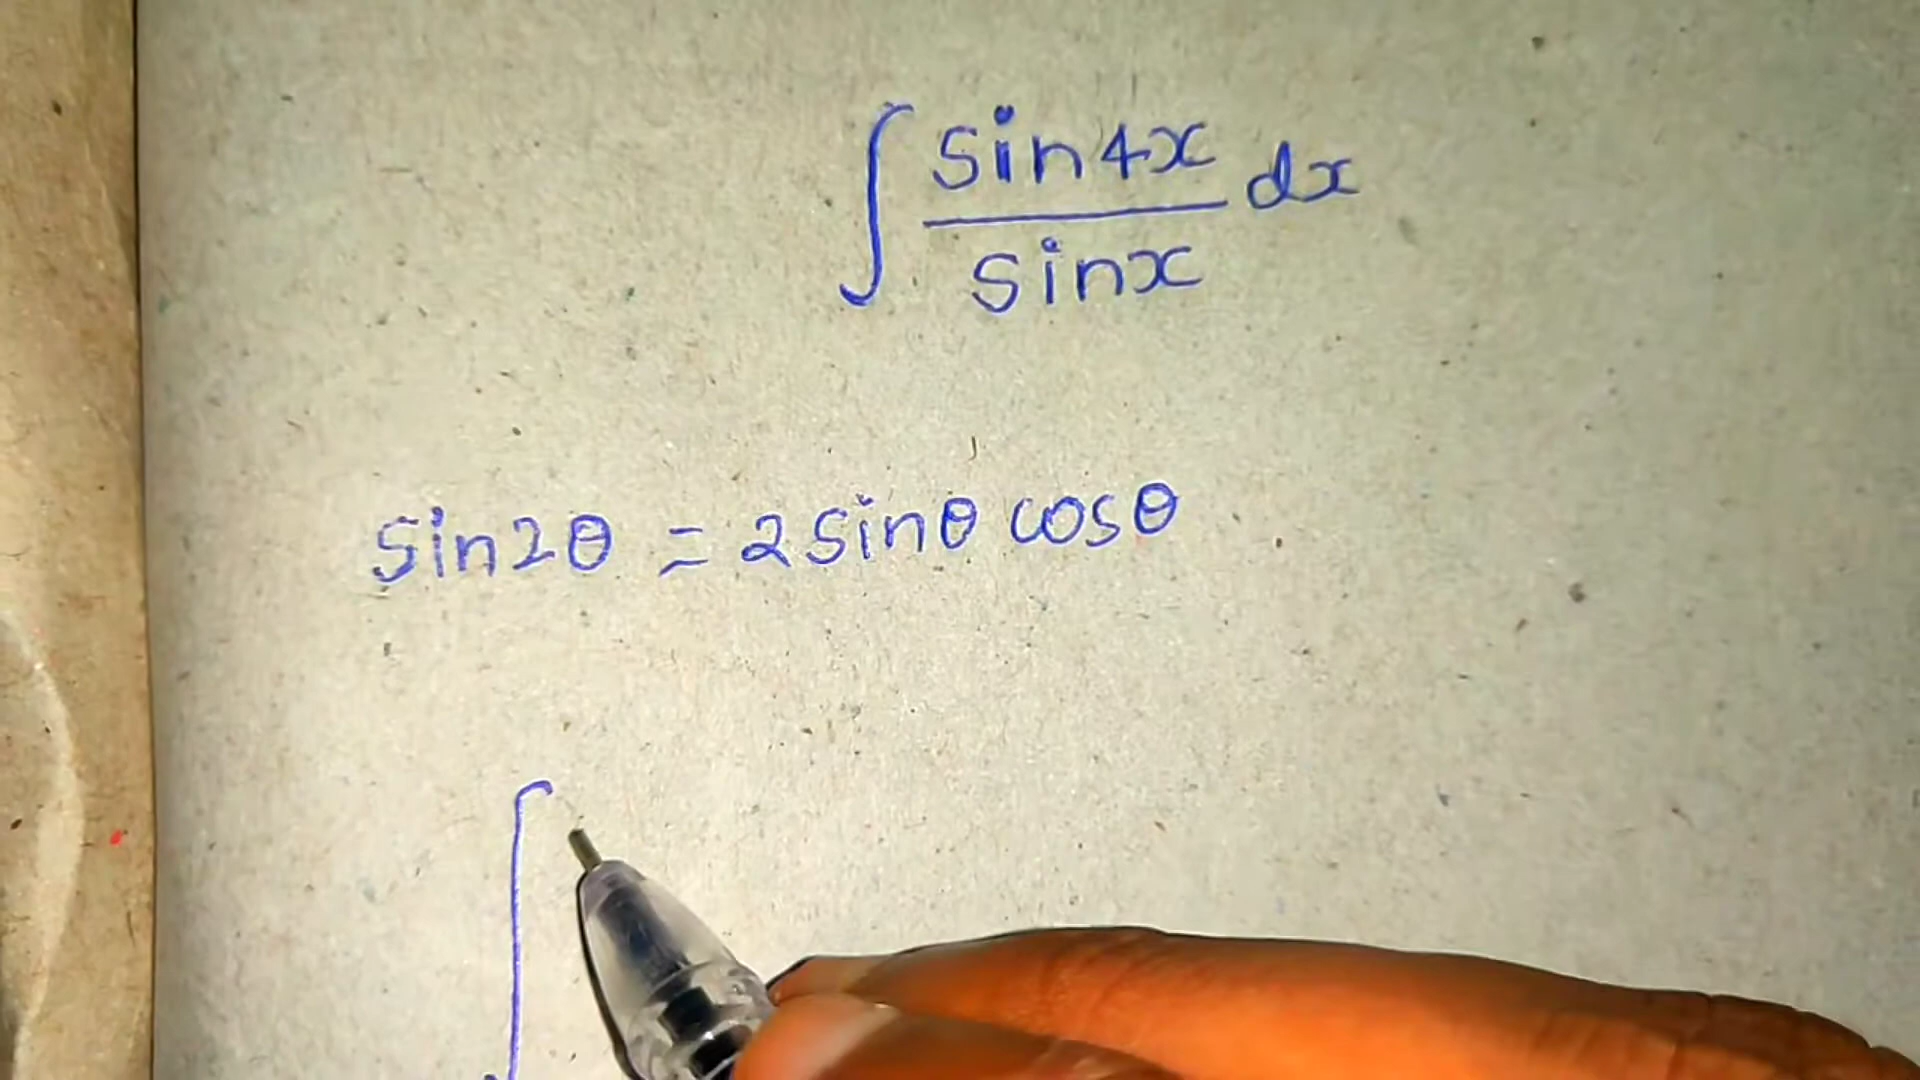 ∫ sin4x / sinx dx
sin2θ = 2sinθ cosθ
∫